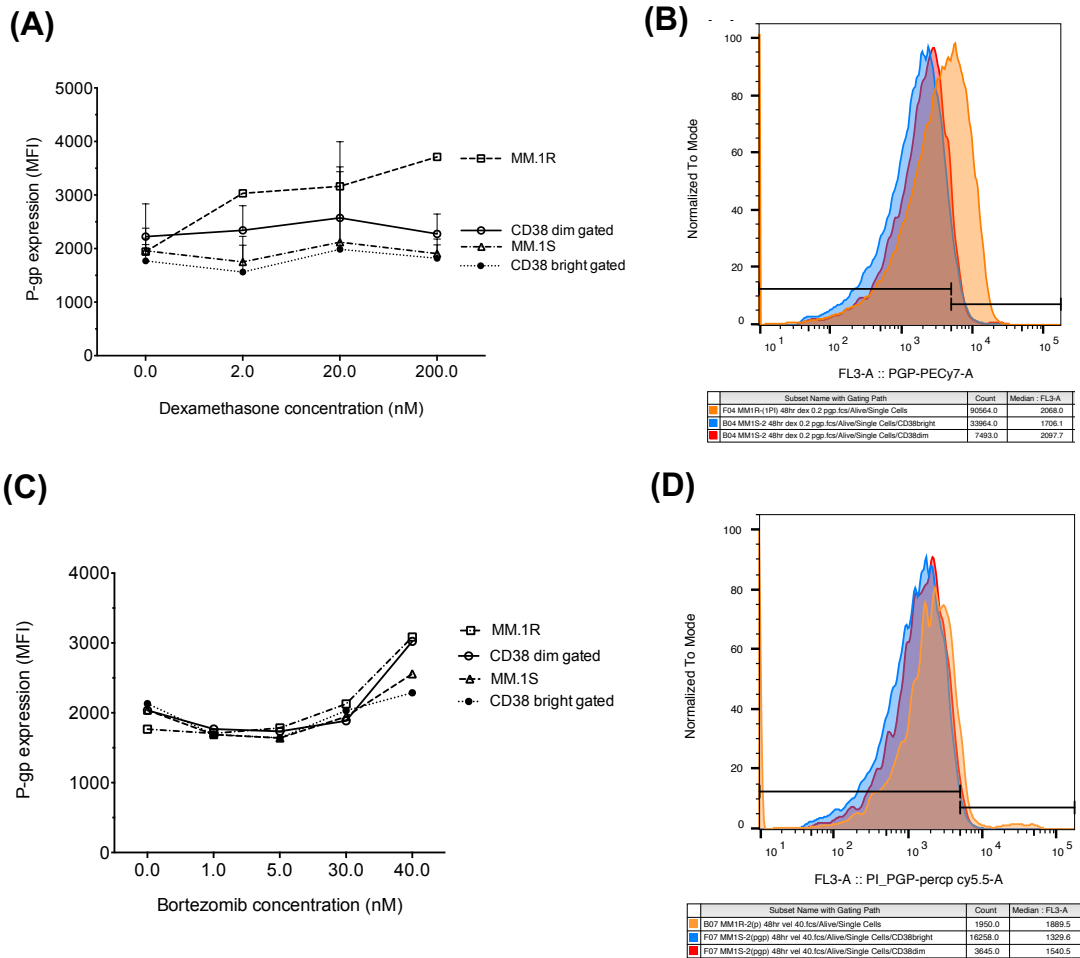 (A)
5000
4000
3000
2000
1000
0
P-gp expression (MFI)
0.0 2.0 20.0 200.0
Dexamethasone concentration (nM)
MM.1R
CD38 dim gated
MM.1S
CD38 bright gated
(B)
100
80
60
40
20
0
Normalized To Mode
10^1 10^2 10^3 10^4 10^5
FL3-A :: PGP-PECy7-A
Subset Name with Gating Path Count Median : FL3-A
F04 MM1R-(1PI) 48hr dex 0.2 pgp.fcs/Alive/Single Cells 90564.0 2068.0
B04 MM1S-2 48hr dex 0.2 pgp.fcs/Alive/Single Cells/CD38bright 33964.0 1706.1
B04 MM1S-2 48hr dex 0.2 pgp.fcs/Alive/Single Cells/CD38dim 7493.0 2097.7
(C)
4000
3000
2000
1000
0
P-gp expression (MFI)
0.0 1.0 5.0 30.0 40.0
Bortezomib concentration (nM)
MM.1R
CD38 dim gated
MM.1S
CD38 bright gated
(D)
100
80
60
40
20
0
Normalized To Mode
10^1 10^2 10^3 10^4 10^5
FL3-A :: PI_PGP-percp cy5.5-A
Subset Name with Gating Path Count Median : FL3-A
B07 MM1R-2(p) 48hr vel 40.fcs/Alive/Single Cells 1950.0 1889.5
F07 MM1S-2(pgp) 48hr vel 40.fcs/Alive/Single Cells/CD38bright 16258.0 1329.6
F07 MM1S-2(pgp) 48hr vel 40.fcs/Alive/Single Cells/CD38dim 3645.0 1540.5